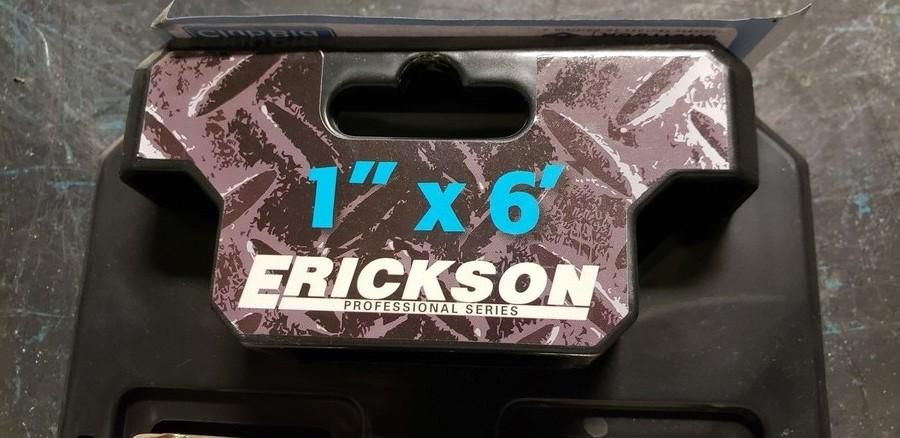 1" x 6'
ERICKSON
PROFESSIONAL SERIES